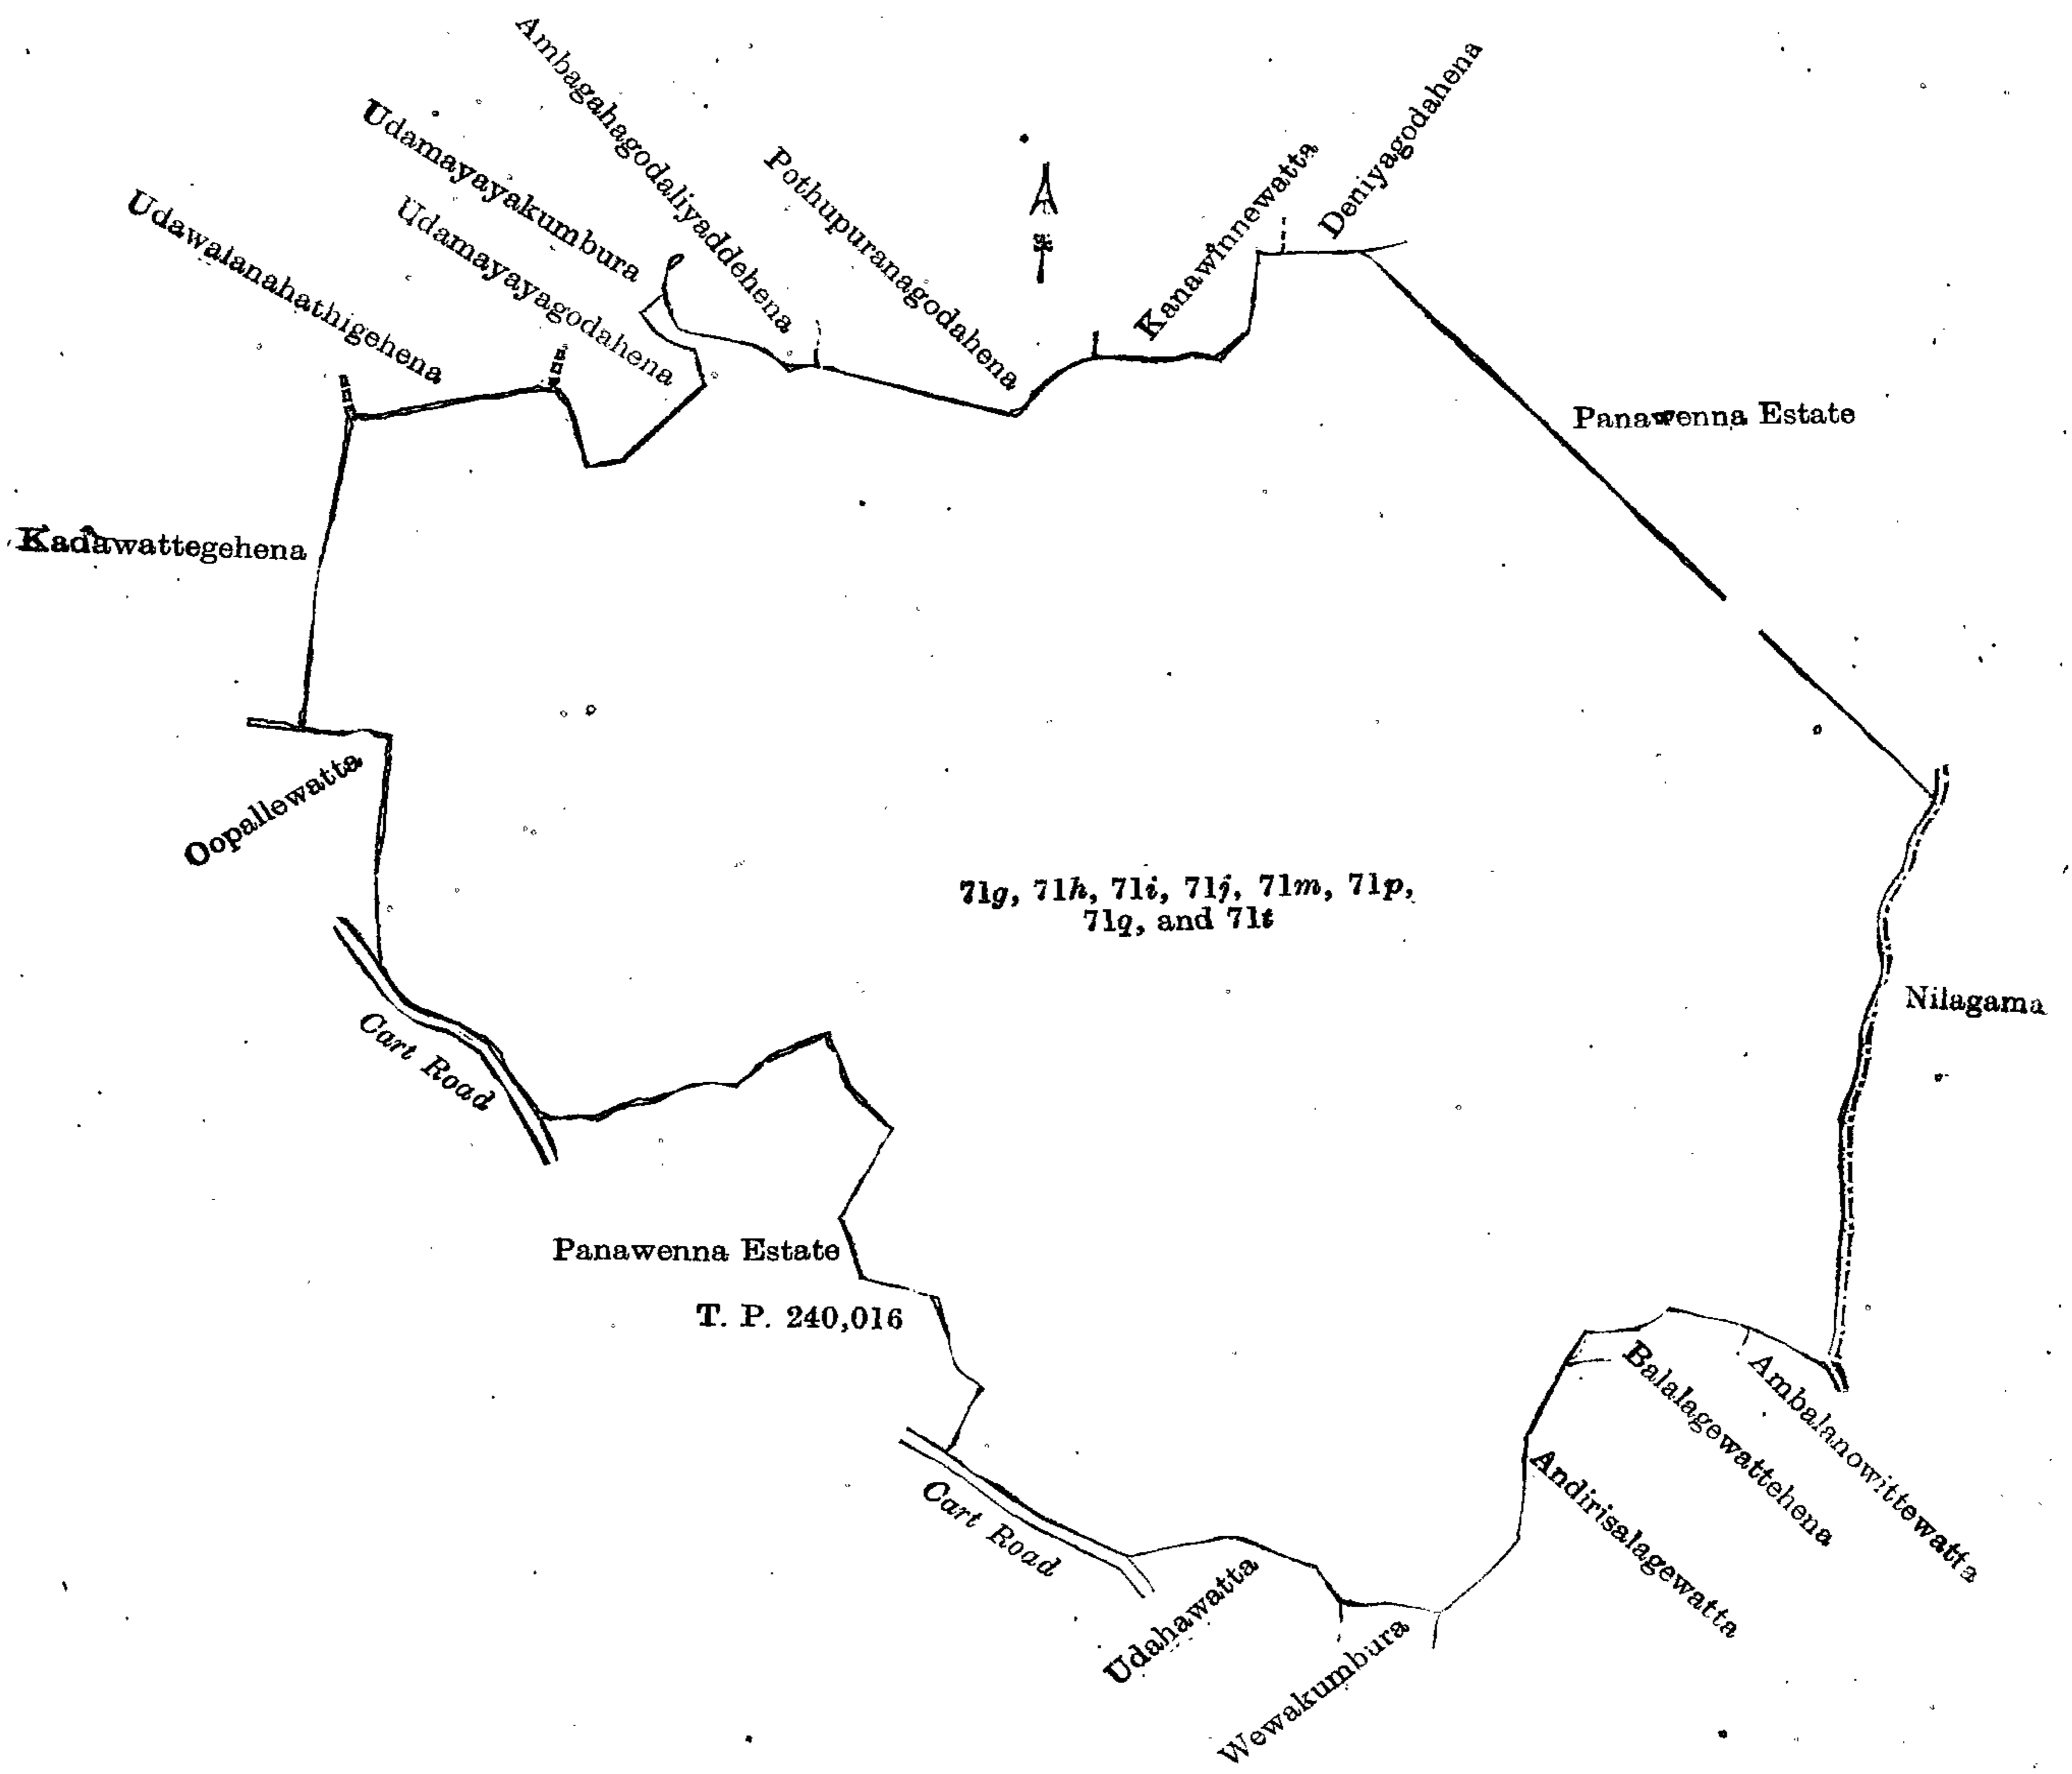 Ambagahagodaliyaddehena
Udamayayakumbura
Udamayayagodahena
Udawalanahathigehena
Pothupuranagodahena
Kanawinnewatta
Deniyagodahena
Panawenna Estate
Kadawattegehena
Oopallewatta
71g, 71h, 71i, 71j, 71m, 71p,
71q, and 71t
Nilagama
Cart Road
Panawenna Estate
T. P. 240,016
Cart Road
Udahawatta
Wewakumbura
Andirisalagewatta
Balalagewattehena
Ambalanowittewatta